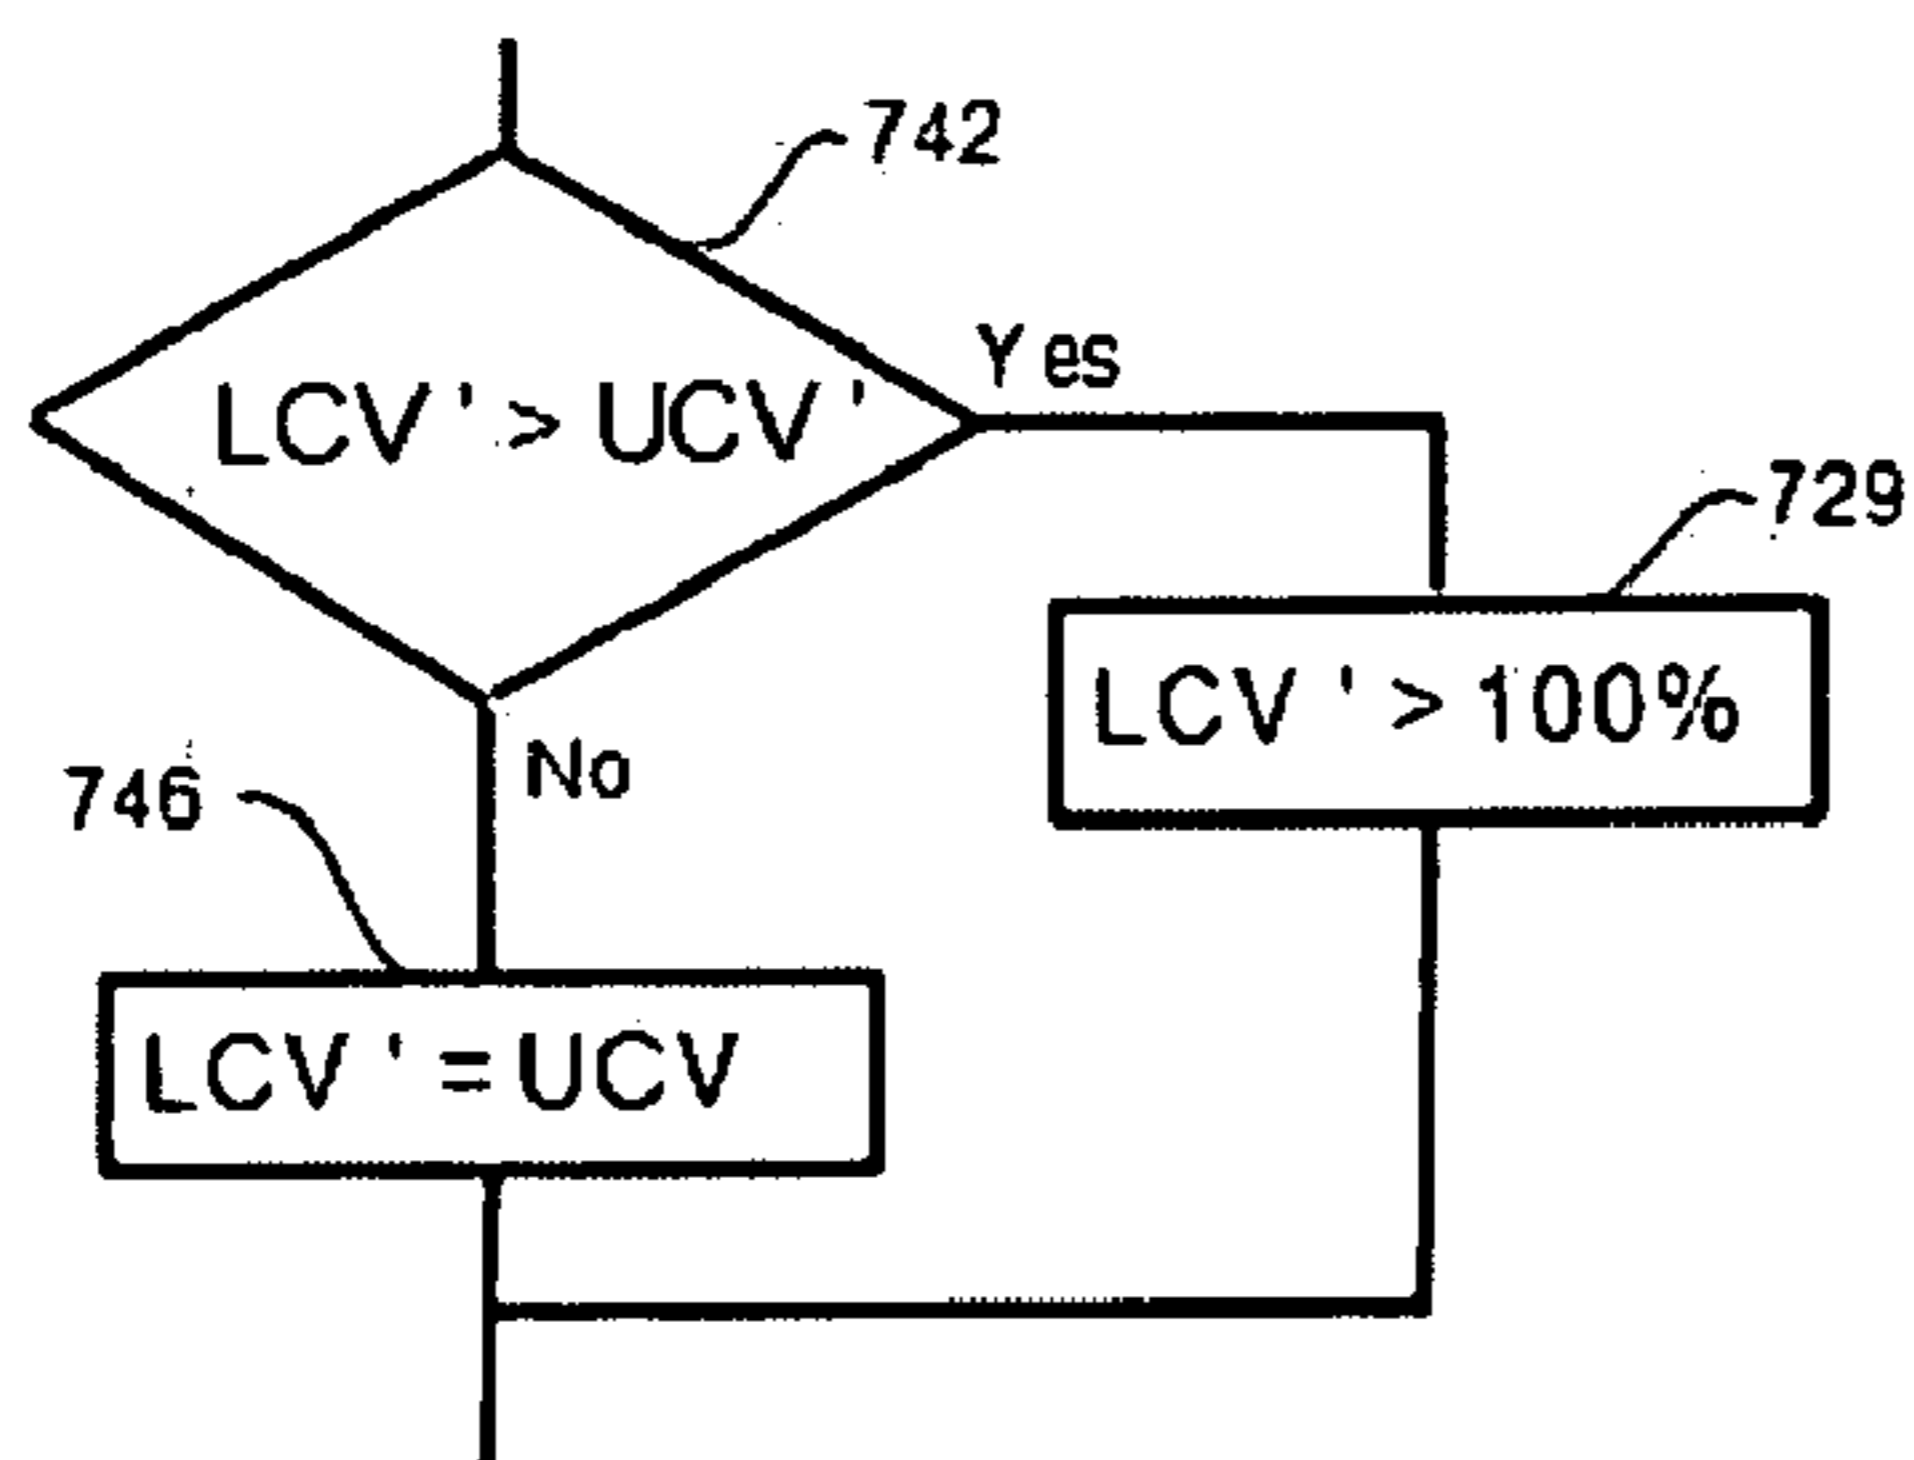 742
Yes
LCV '> UCV '
729
LCV '> 100%
No
746
LCV '= UCV